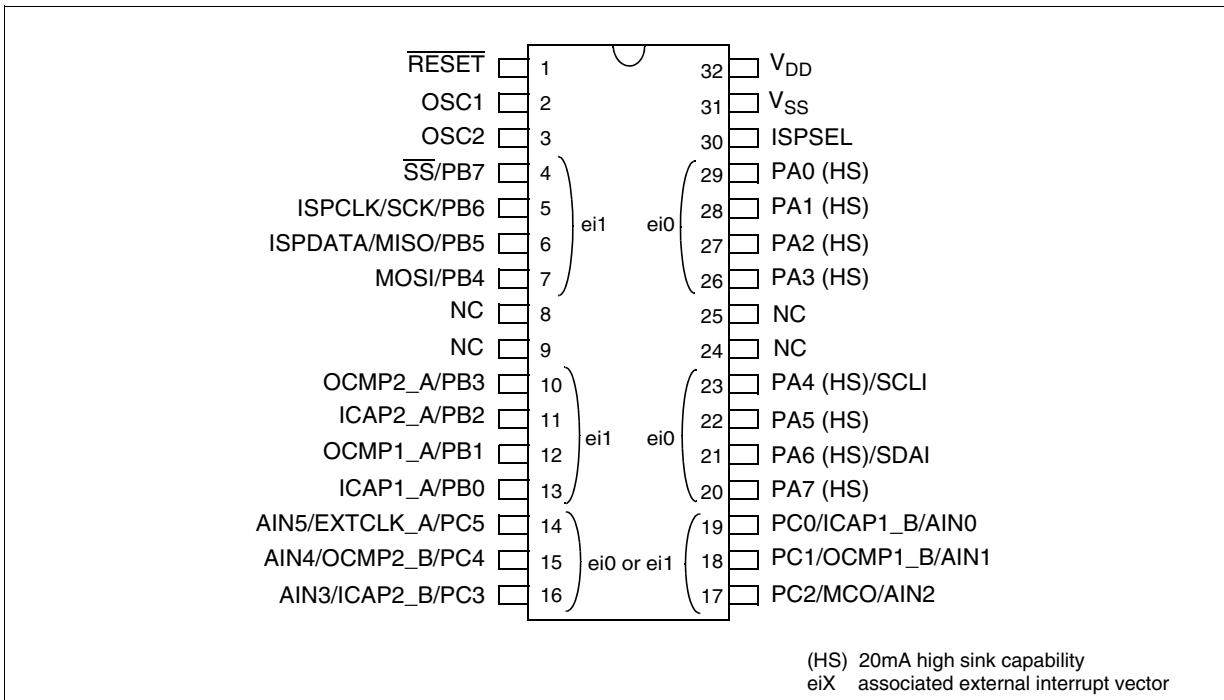 RESET 1 32 VDD
OSC1 2 31 VSS
OSC2 3 30 ISPSEL
SS/PB7 4 29 PA0 (HS)
ISPCLK/SCK/PB6 5 28 PA1 (HS)
ei1 ei0
ISPDATA/MISO/PB5 6 27 PA2 (HS)
MOSI/PB4 7 26 PA3 (HS)
NC 8 25 NC
NC 9 24 NC
OCMP2_A/PB3 10 23 PA4 (HS)/SCLI
ICAP2_A/PB2 11 22 PA5 (HS)
ei1 ei0
OCMP1_A/PB1 12 21 PA6 (HS)/SDAI
ICAP1_A/PB0 13 20 PA7 (HS)
AIN5/EXTCLK_A/PC5 14 19 PC0/ICAP1_B/AIN0
AIN4/OCMP2_B/PC4 15 ei0 or ei1 18 PC1/OCMP1_B/AIN1
AIN3/ICAP2_B/PC3 16 17 PC2/MCO/AIN2
(HS) 20mA high sink capability
eiX associated external interrupt vector